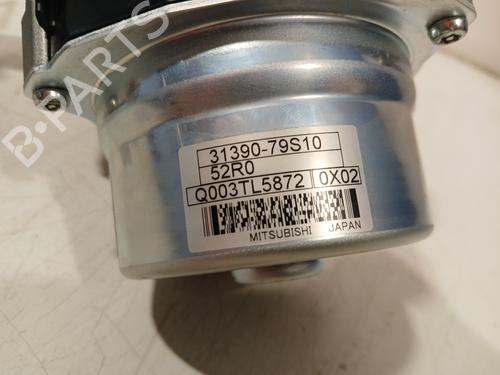 B·PARTS
31390-79S10
52R0
Q003TL5872 0X02
MITSUBISHI JAPAN